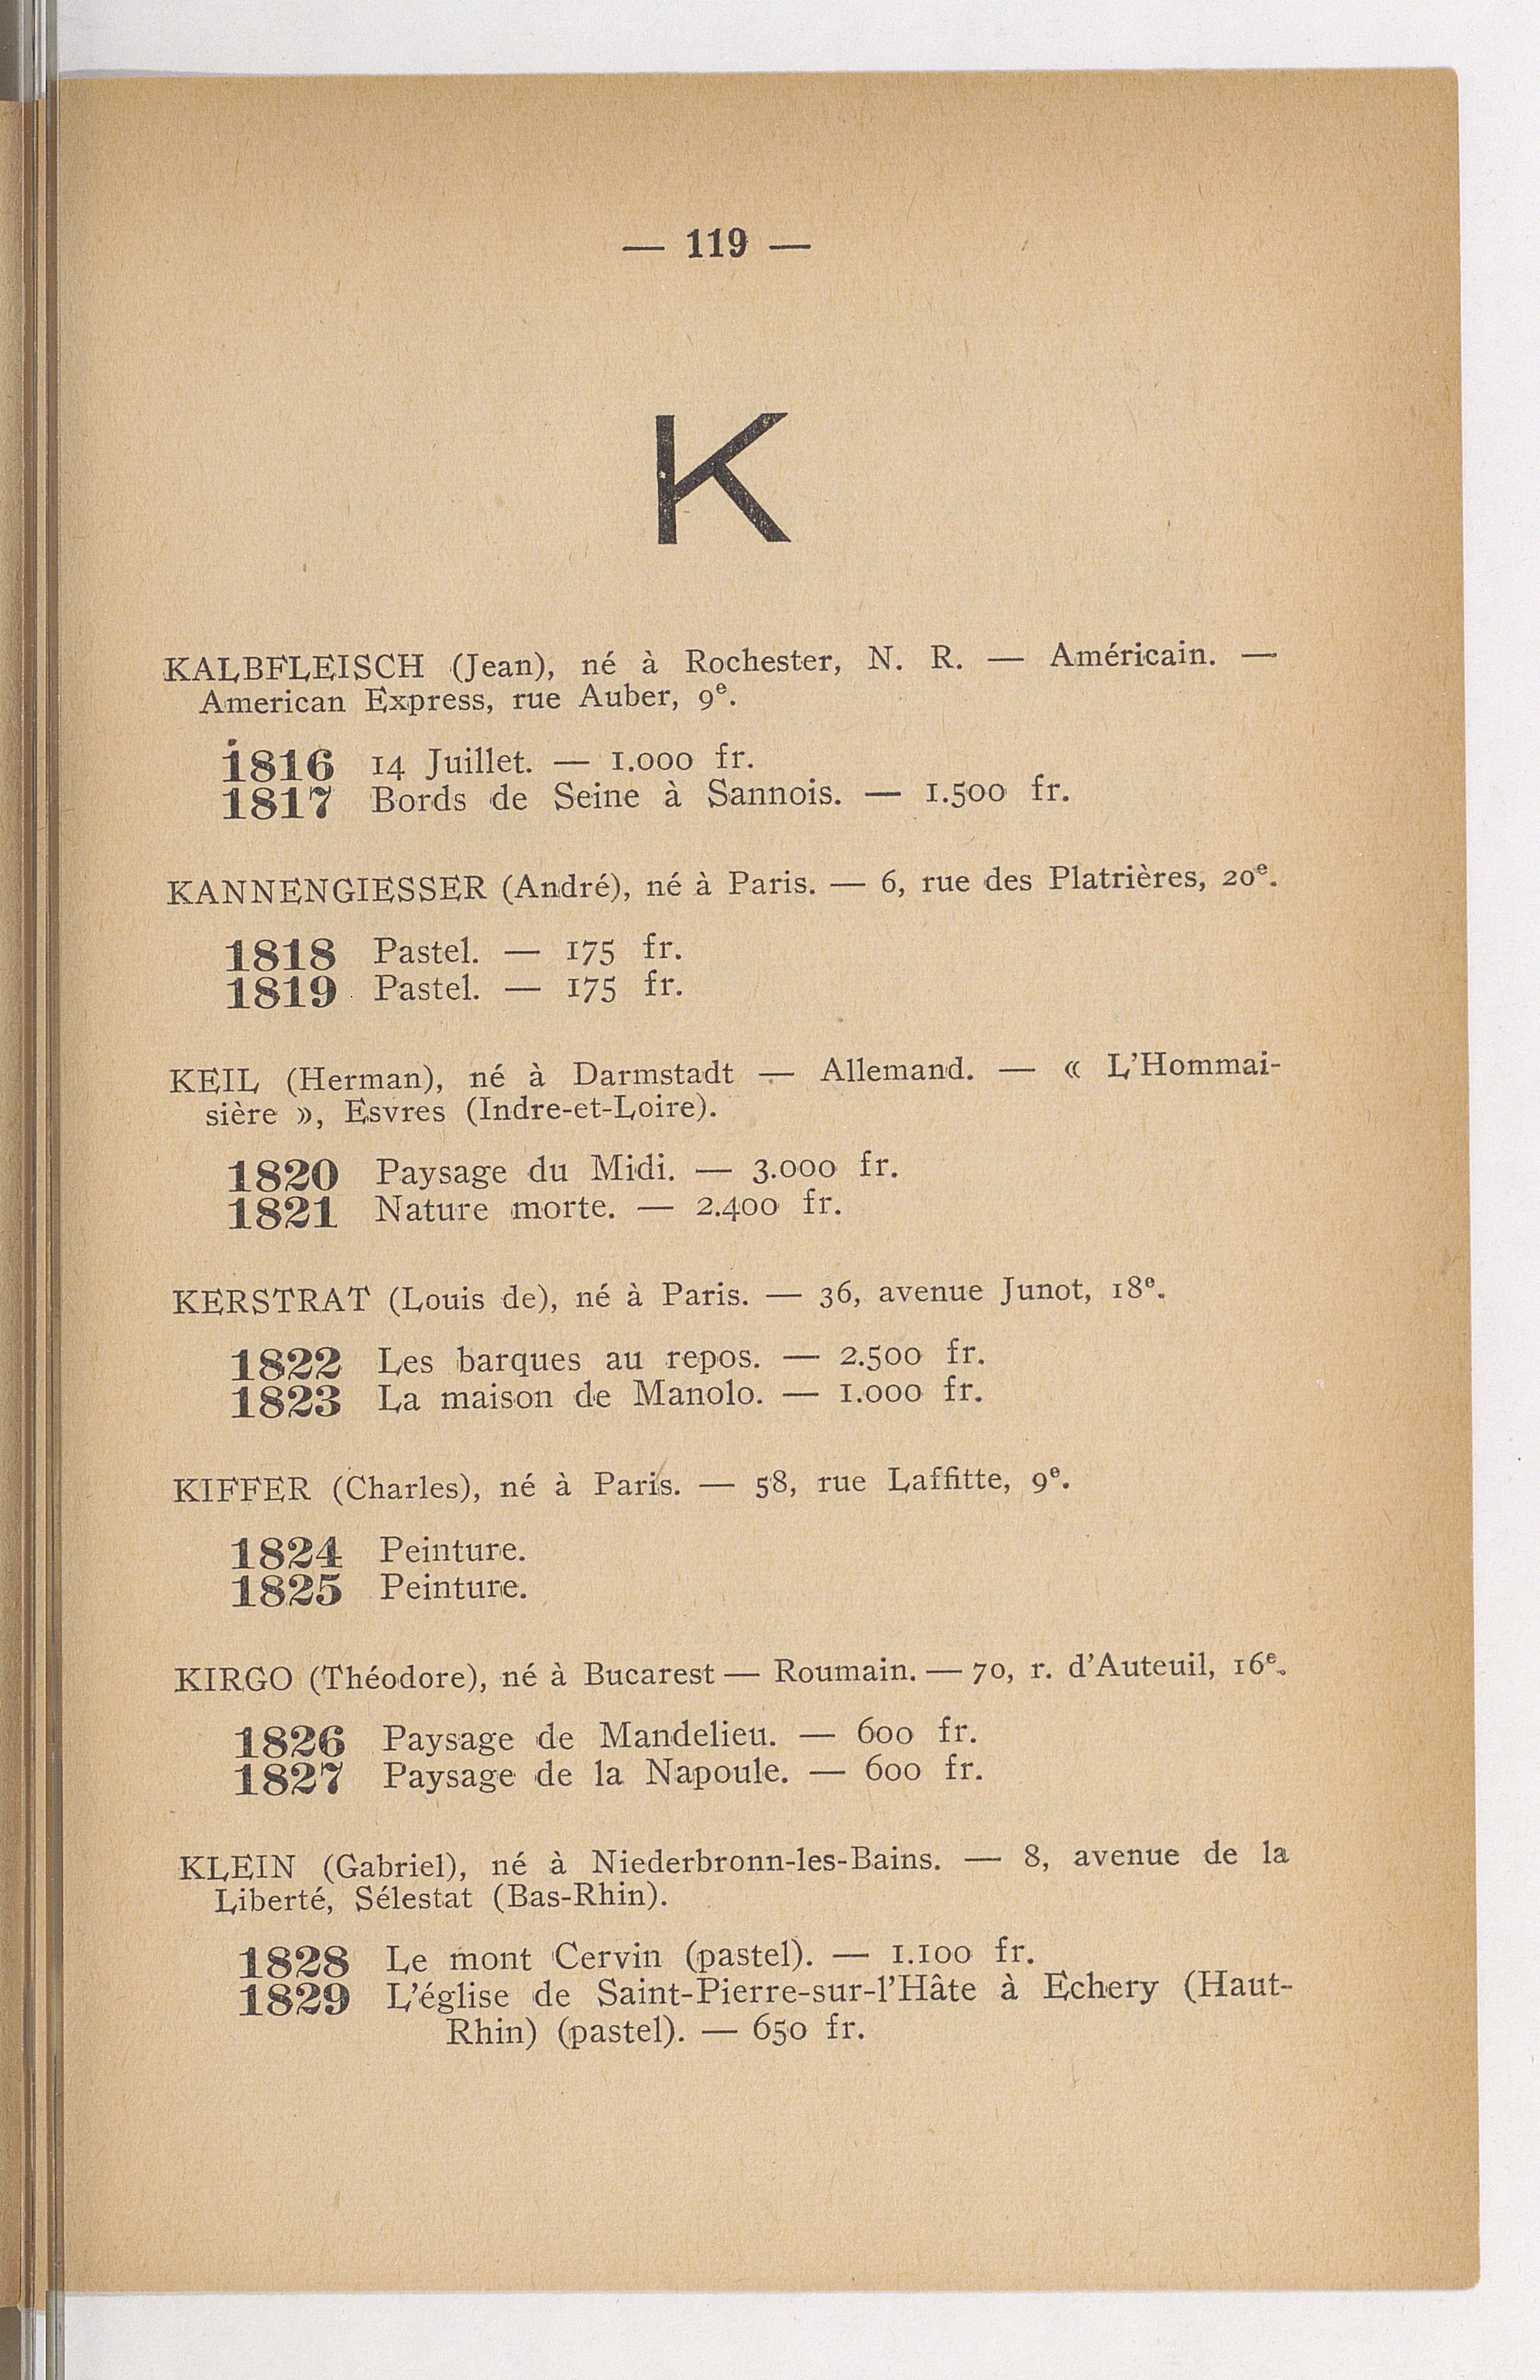 — 119 —
K
KALBFLEISCH (Jean), né à Rochester, N. R. — Américain. —
American Express, rue Auber, 9e.
1816 14 Juillet. — 1.000 fr.
1817 Bords de Seine à Sannois. — 1.500 fr.
KANNENGIESSER (André), né à Paris. — 6, rue des Platrières, 20e.
1818 Pastel. — 175 fr.
1819 Pastel. — 175 fr.
KEIL (Herman), né à Darmstadt — Allemand. — « L'Hommai-
sière », Esvres (Indre-et-Loire).
1820 Paysage du Midi. — 3.000 fr.
1821 Nature morte. — 2.400 fr.
KERSTRAT (Louis de), né à Paris. — 36, avenue Junot, 18e.
1822 Les barques au repos. — 2.500 fr.
1823 La maison de Manolo. — 1.000 fr.
KIFFER (Charles), né à Paris. — 58, rue Laffitte, 9e.
1824 Peinture.
1825 Peinture.
KIRGO (Théodore), né à Bucarest — Roumain. — 70, r. d'Auteuil, 16e.
1826 Paysage de Mandelieu. — 600 fr.
1827 Paysage de la Napoule. — 600 fr.
KLEIN (Gabriel), né à Niederbronn-les-Bains. — 8, avenue de la
Liberté, Sélestat (Bas-Rhin).
1828 Le mont Cervin (pastel). — 1.100 fr.
1829 L'église de Saint-Pierre-sur-l'Hâte à Echery (Haut-
Rhin) (pastel). — 650 fr.